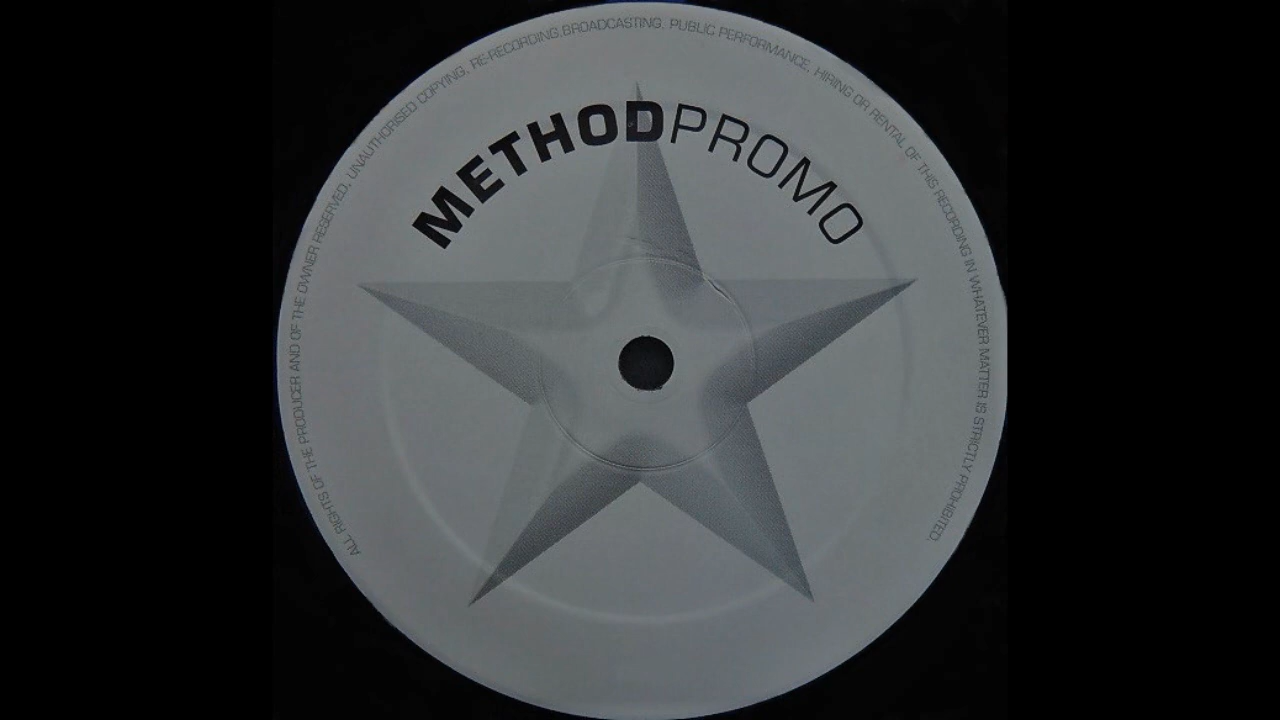 METHODPROMO
ALL RIGHTS OF THE PRODUCER AND OF THE OWNER RESERVED. UNAUTHORISED COPYING, RE-RECORDING,BROADCASTING, PUBLIC PERFORMANCE, HIRING OR RENTAL OF THIS RECORDING IN WHATEVER MATTER IS STRICTLY PROHIBITED.